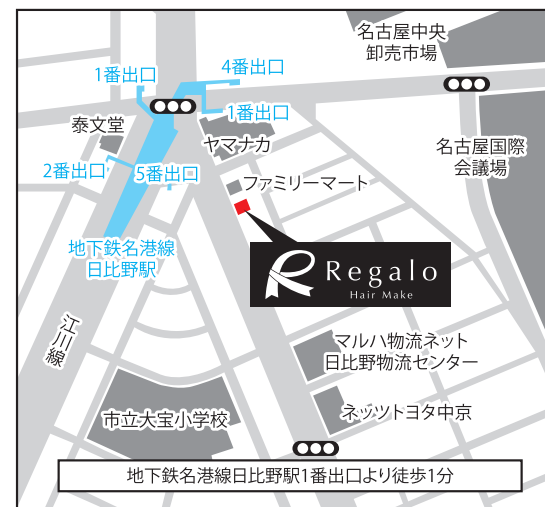 名古屋中央
卸売市場
1番出口
4番出口
1番出口
泰文堂
ヤマナカ
名古屋国際
会議場
2番出口
5番出口
ファミリーマート
地下鉄名港線
日比野駅
Regalo
Hair Make
江川線
マルハ物流ネット
日比野物流センター
市立大宝小学校
ネッツトヨタ中京
地下鉄名港線日比野駅1番出口より徒歩1分